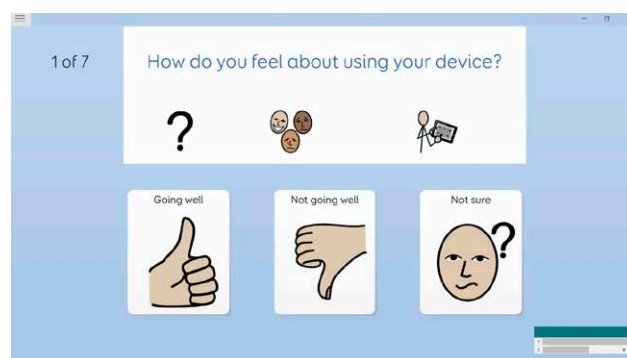 1 of 7
How do you feel about using your device?
?
Going well
Not going well
Not sure
?